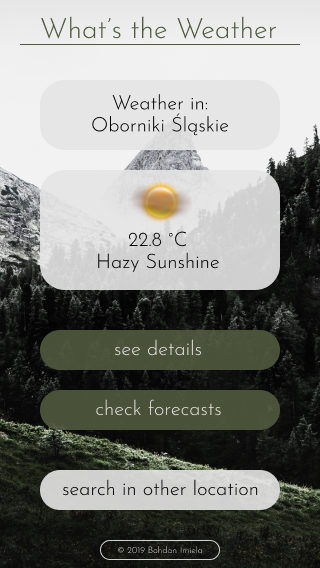 What's the Weather
Weather in:
Oborniki Śląskie
22.8 °C
Hazy Sunshine
see details
check forecasts
search in other location
© 2019 Bohdan Imiela